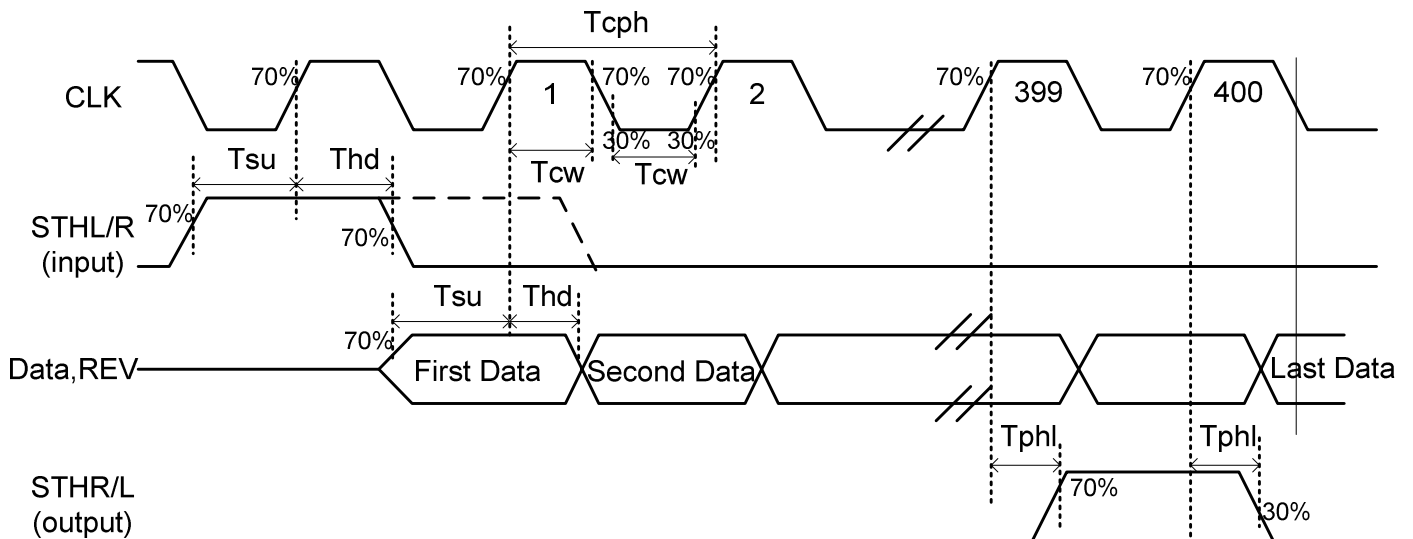 Tcph
CLK
70%
70%
1
70%
70%
2
70%
399
70%
400
30%
30%
Tsu
Thd
Tcw
Tcw
STHL/R
(input)
70%
70%
Tsu
Thd
70%
Data,REV
First Data
Second Data
Last Data
Tphl
Tphl
STHR/L
(output)
70%
30%